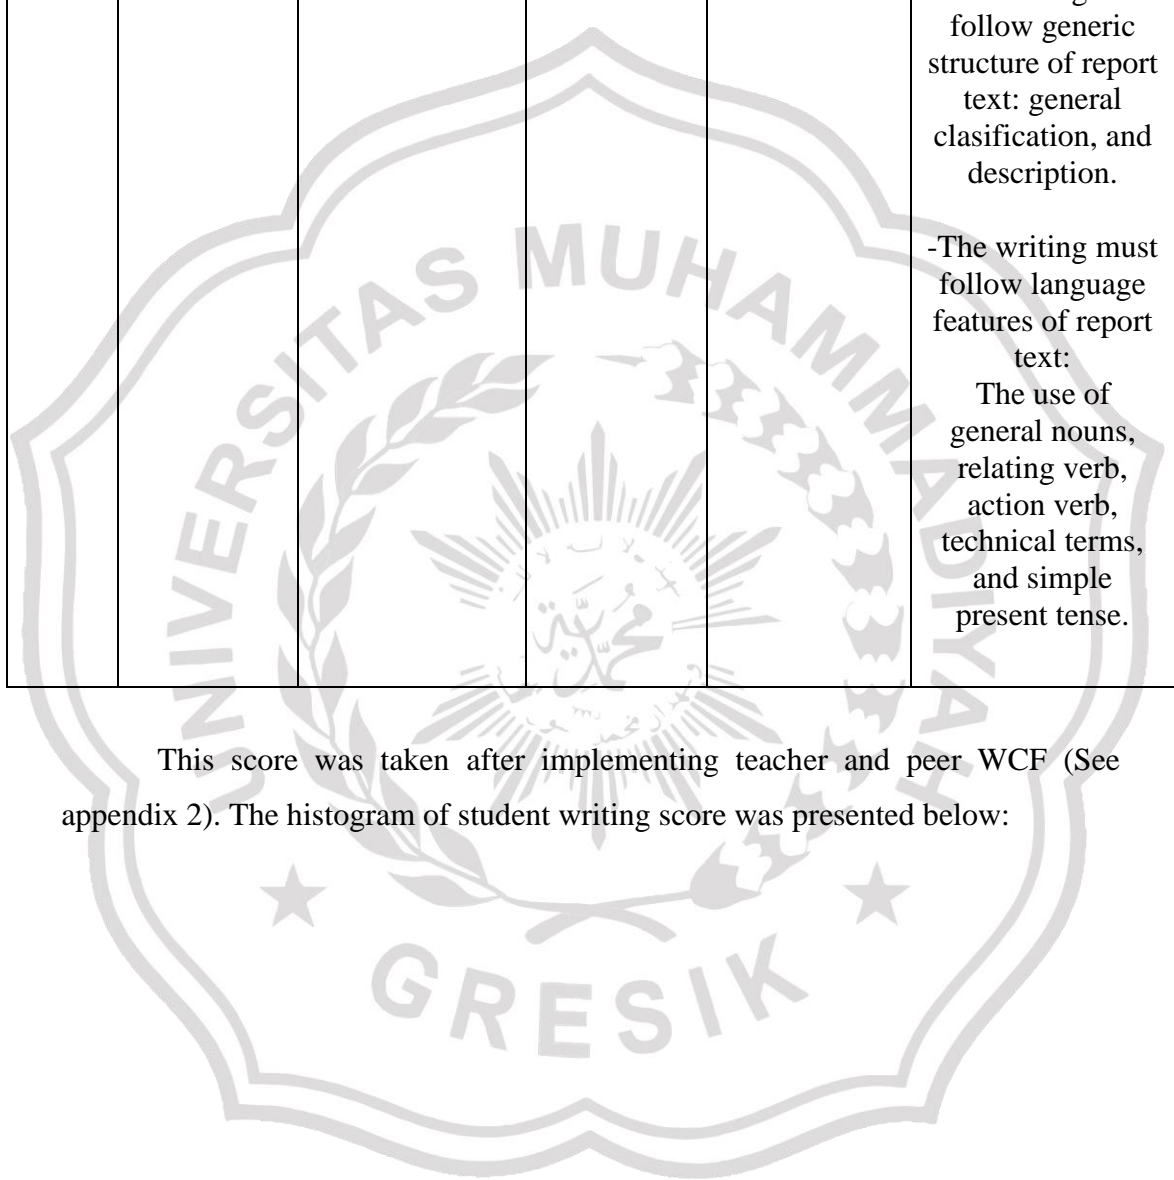 follow generic
structure of report
text: general
clasification, and
description.
-The writing must
follow language
features of report
text:
The use of
general nouns,
relating verb,
action verb,
technical terms,
and simple
present tense.
This score was taken after implementing teacher and peer WCF (See
appendix 2). The histogram of student writing score was presented below:
UNIVERSITAS MUHAMMADIYAH
GRESIK